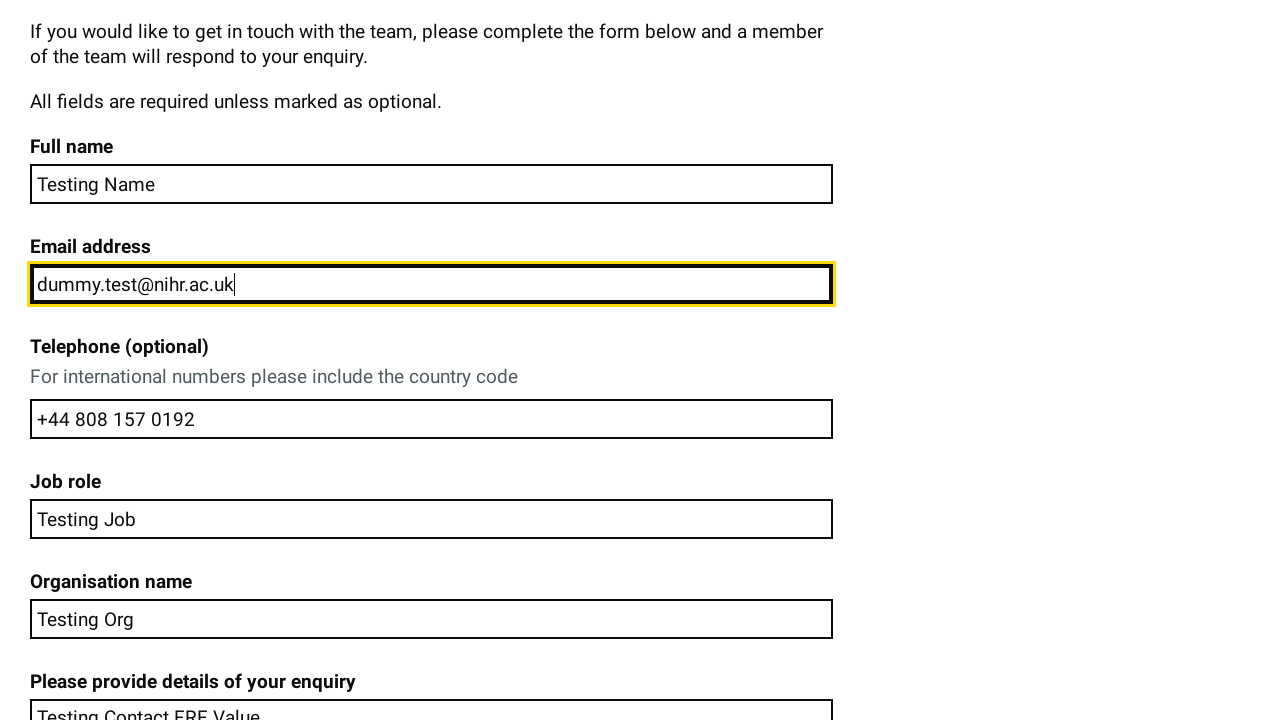 If you would like to get in touch with the team, please complete the form below and a member
of the team will respond to your enquiry.
All fields are required unless marked as optional.
Full name
Testing Name
Email address
dummy.test@nihr.ac.uk
Telephone (optional)
For international numbers please include the country code
+44 808 157 0192
Job role
Testing Job
Organisation name
Testing Org
Please provide details of your enquiry
Testing Contact ERF Value